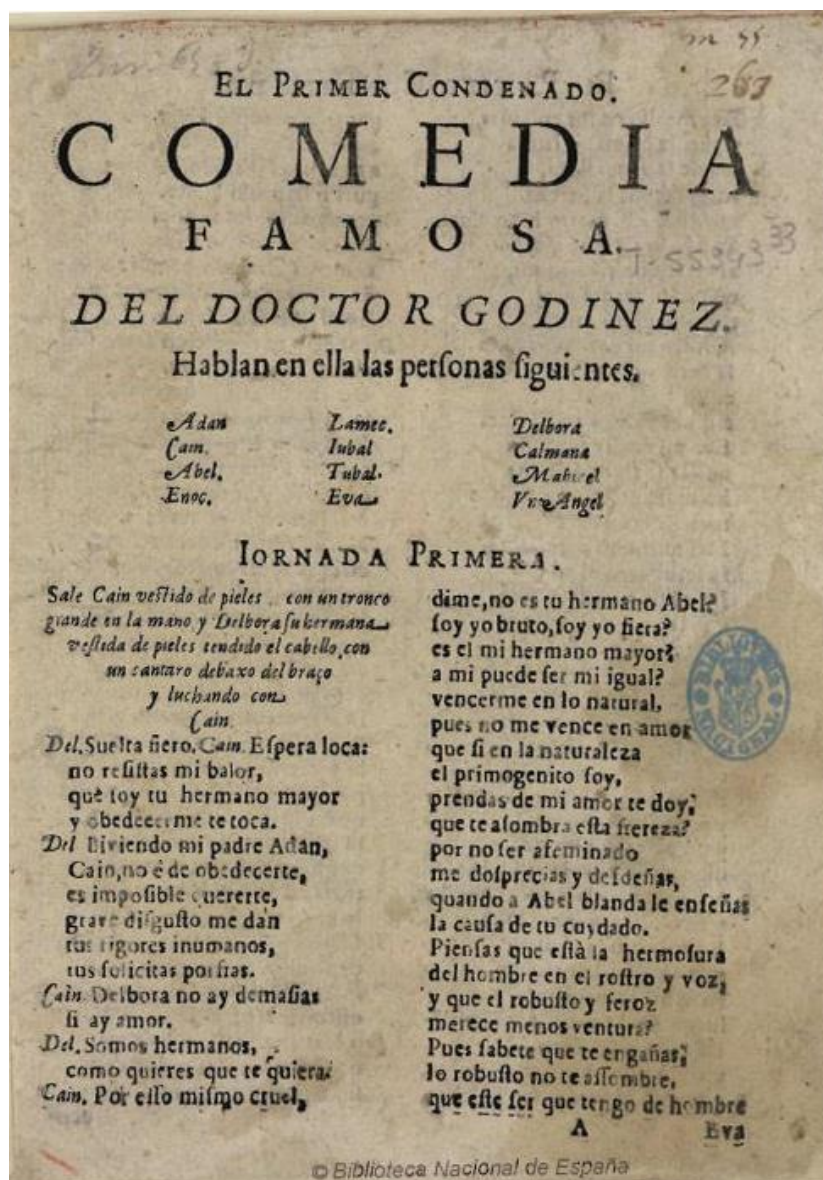 m 55
263
EL PRIMER CONDENADO.
COMEDIA
FAMOSA.
T-55343 33
DEL DOCTOR GODINEZ.
Hablan en ella las perſonas ſiguientes.
Adan Lamec. Delbora
Cain. Iubal Calmana
Abel. Tubal. Mahuel
Enoc. Eva Vn Angel
IORNADA PRIMERA.
Sale Cain veſtido de pieles, con un tronco
grande en la mano y Delbora ſu hermana
veſtida de pieles tendido el cabello, con
un cantaro debaxo del braço
y luchando con
Cain.
Del. Suelta fiero. Cain. Eſpera loca:
no reſiſtas mi balor,
que ſoy tu hermano mayor
y obedecerme te toca.
Del Viviendo mi padre Adan,
Cain, no é de obedecerte,
es impoſible quererte,
grave diſguſto me dan
tus rigores inumanos,
tus ſolicitas porfias.
Cain. Delbora no ay demaſias
ſi ay amor.
Del. Somos hermanos,
como quieres que te quiera?
Cain. Por eſſo miſmo cruel,
dime, no es tu hermano Abel?
ſoy yo bruto, ſoy yo fiera?
es el mi hermano mayor?
a mi puede ſer mi igual?
vencerme en lo natural,
pues no me vence en amor
que ſi en la naturaleza
el primogenito ſoy,
prendas de mi amor te doy,
que te aſombra eſta fiereza?
por no ſer afeminado
me doſprecias y deſdeñas,
quando a Abel blanda le enſeñas
la cauſa de tu cuydado.
Pienſas que eſtà la hermoſura
del hombre en el roſtro y voz,
y que el robuſto y feroz
merece menos ventura?
Pues ſabete que te engañas,
lo robuſto no te aſſombre,
que eſte ſer que tengo de hombre
A Eva
BIBLIOTECA NACIONAL
© Biblioteca Nacional de España